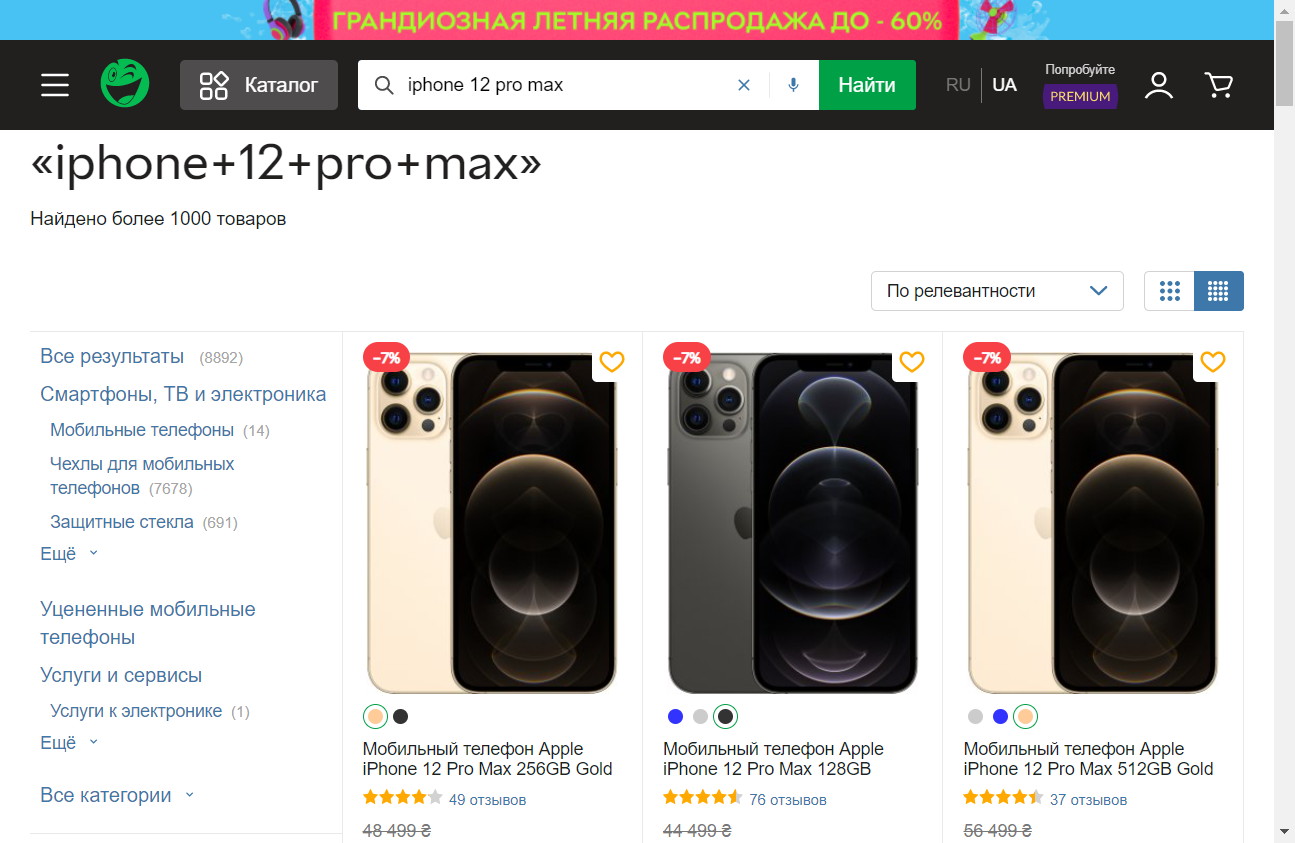 ГРАНДИОЗНАЯ ЛЕТНЯЯ РАСПРОДАЖА ДО - 60%
Каталог
iphone 12 pro max
Найти
RU UA
Попробуйте
PREMIUM
«iphone+12+pro+max»
Найдено более 1000 товаров
По релевантности
Все результаты (8892)
Смартфоны, ТВ и электроника
Мобильные телефоны (14)
Чехлы для мобильных
телефонов (7678)
Защитные стекла (691)
Ещё
Уцененные мобильные
телефоны
Услуги и сервисы
Услуги к электронике (1)
Ещё
Все категории
–7%
Мобильный телефон Apple
iPhone 12 Pro Max 256GB Gold
49 отзывов
48 499 ₴
–7%
Мобильный телефон Apple
iPhone 12 Pro Max 128GB
76 отзывов
44 499 ₴
–7%
Мобильный телефон Apple
iPhone 12 Pro Max 512GB Gold
37 отзывов
56 499 ₴